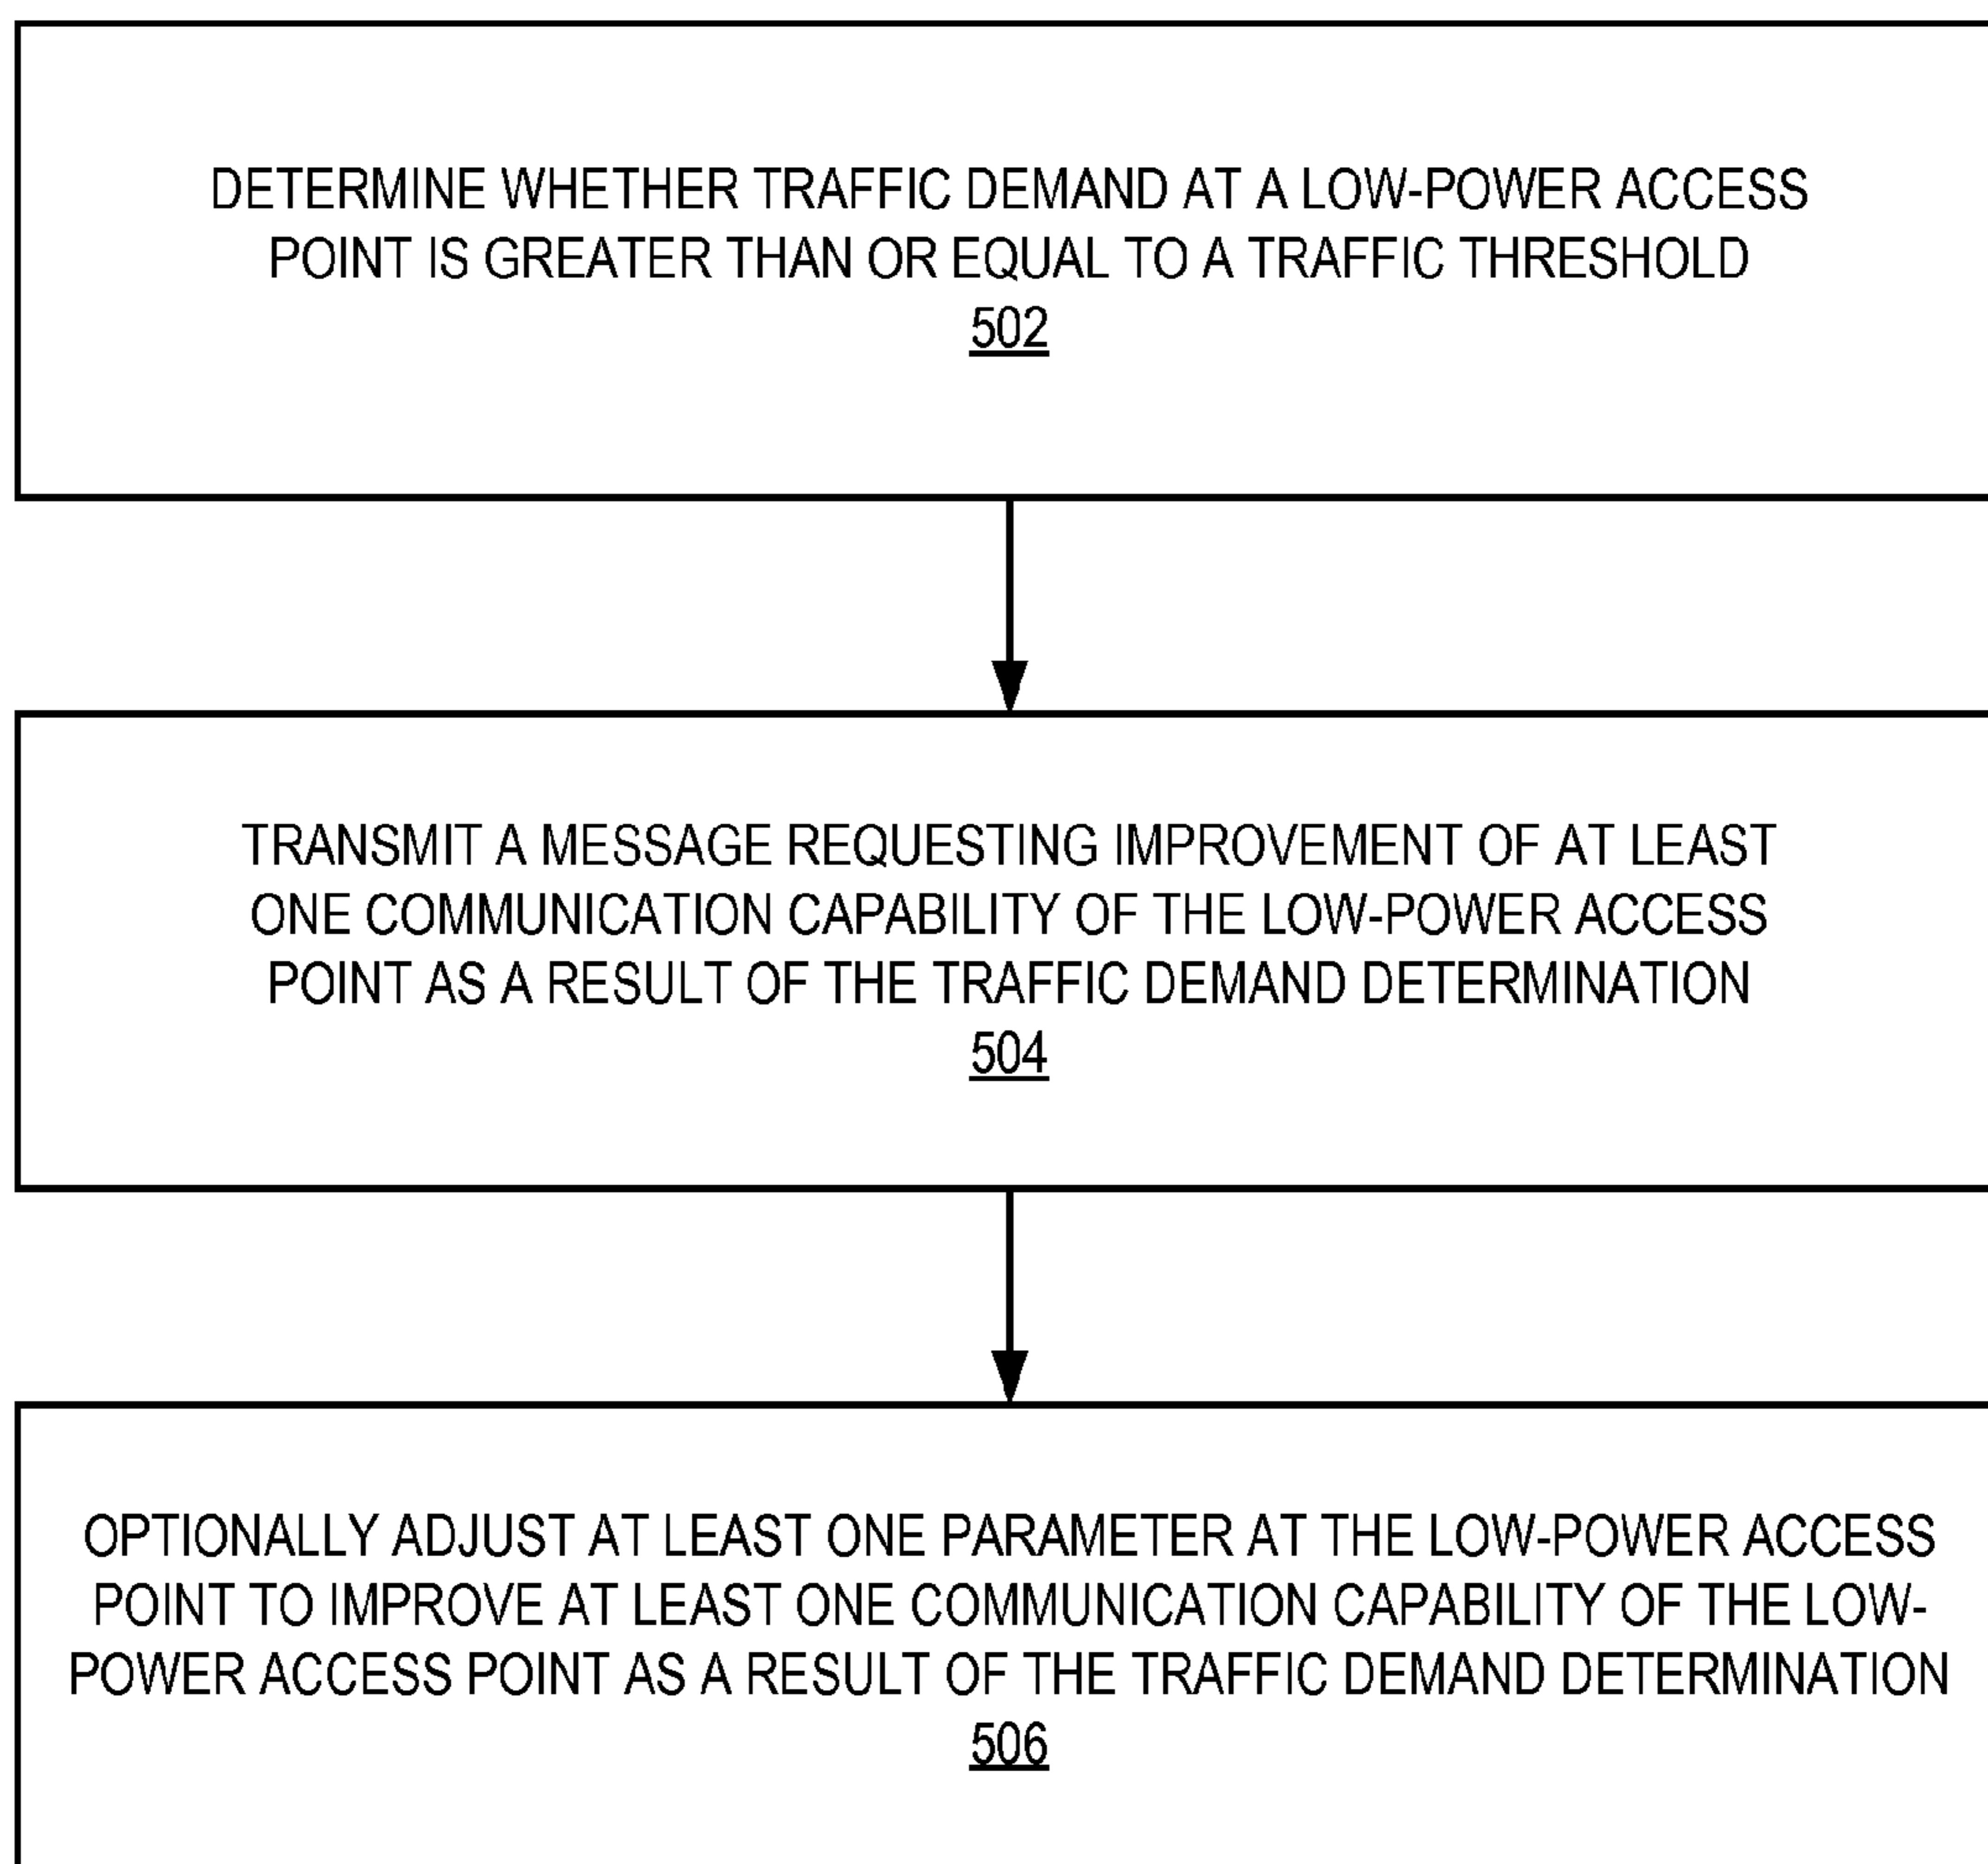 DETERMINE WHETHER TRAFFIC DEMAND AT A LOW-POWER ACCESS
POINT IS GREATER THAN OR EQUAL TO A TRAFFIC THRESHOLD
502
TRANSMIT A MESSAGE REQUESTING IMPROVEMENT OF AT LEAST
ONE COMMUNICATION CAPABILITY OF THE LOW-POWER ACCESS
POINT AS A RESULT OF THE TRAFFIC DEMAND DETERMINATION
504
OPTIONALLY ADJUST AT LEAST ONE PARAMETER AT THE LOW-POWER ACCESS
POINT TO IMPROVE AT LEAST ONE COMMUNICATION CAPABILITY OF THE LOW-
POWER ACCESS POINT AS A RESULT OF THE TRAFFIC DEMAND DETERMINATION
506